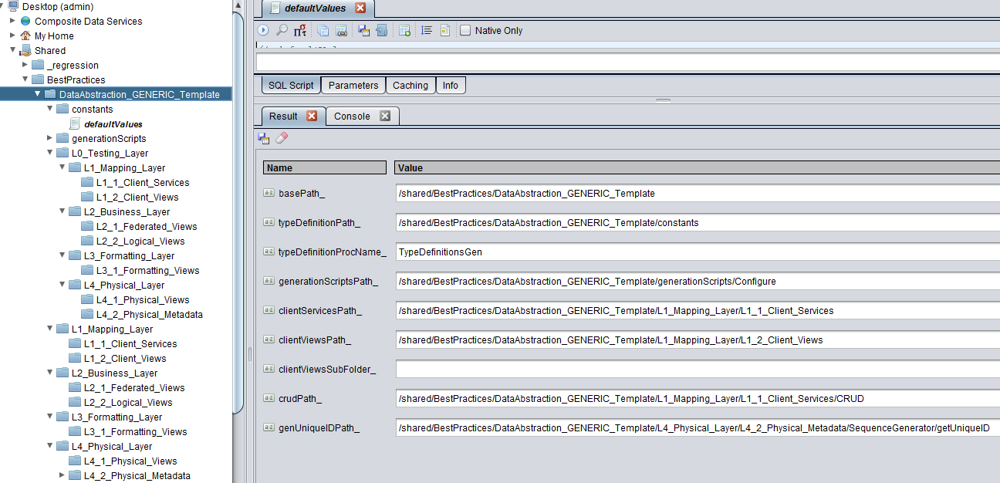 Desktop (admin)
Composite Data Services
My Home
Shared
_regression
BestPractices
DataAbstraction_GENERIC_Template
constants
defaultValues
generationScripts
L0_Testing_Layer
L1_Mapping_Layer
L1_1_Client_Services
L1_2_Client_Views
L2_Business_Layer
L2_1_Federated_Views
L2_2_Logical_Views
L3_Formatting_Layer
L3_1_Formatting_Views
L4_Physical_Layer
L4_1_Physical_Views
L4_2_Physical_Metadata
L1_Mapping_Layer
L1_1_Client_Services
L1_2_Client_Views
L2_Business_Layer
L2_1_Federated_Views
L2_2_Logical_Views
L3_Formatting_Layer
L3_1_Formatting_Views
L4_Physical_Layer
L4_1_Physical_Views
L4_2_Physical_Metadata
defaultValues
Native Only
SQL Script Parameters Caching Info
Result Console
Name Value
basePath_ /shared/BestPractices/DataAbstraction_GENERIC_Template
typeDefinitionPath_ /shared/BestPractices/DataAbstraction_GENERIC_Template/constants
typeDefinitionProcName_ TypeDefinitionsGen
generationScriptsPath_ /shared/BestPractices/DataAbstraction_GENERIC_Template/generationScripts/Configure
clientServicesPath_ /shared/BestPractices/DataAbstraction_GENERIC_Template/L1_Mapping_Layer/L1_1_Client_Services
clientViewsPath_ /shared/BestPractices/DataAbstraction_GENERIC_Template/L1_Mapping_Layer/L1_2_Client_Views
clientViewsSubFolder_
crudPath_ /shared/BestPractices/DataAbstraction_GENERIC_Template/L1_Mapping_Layer/L1_1_Client_Services/CRUD
genUniqueIDPath_ /shared/BestPractices/DataAbstraction_GENERIC_Template/L4_Physical_Layer/L4_2_Physical_Metadata/SequenceGenerator/getUniqueID